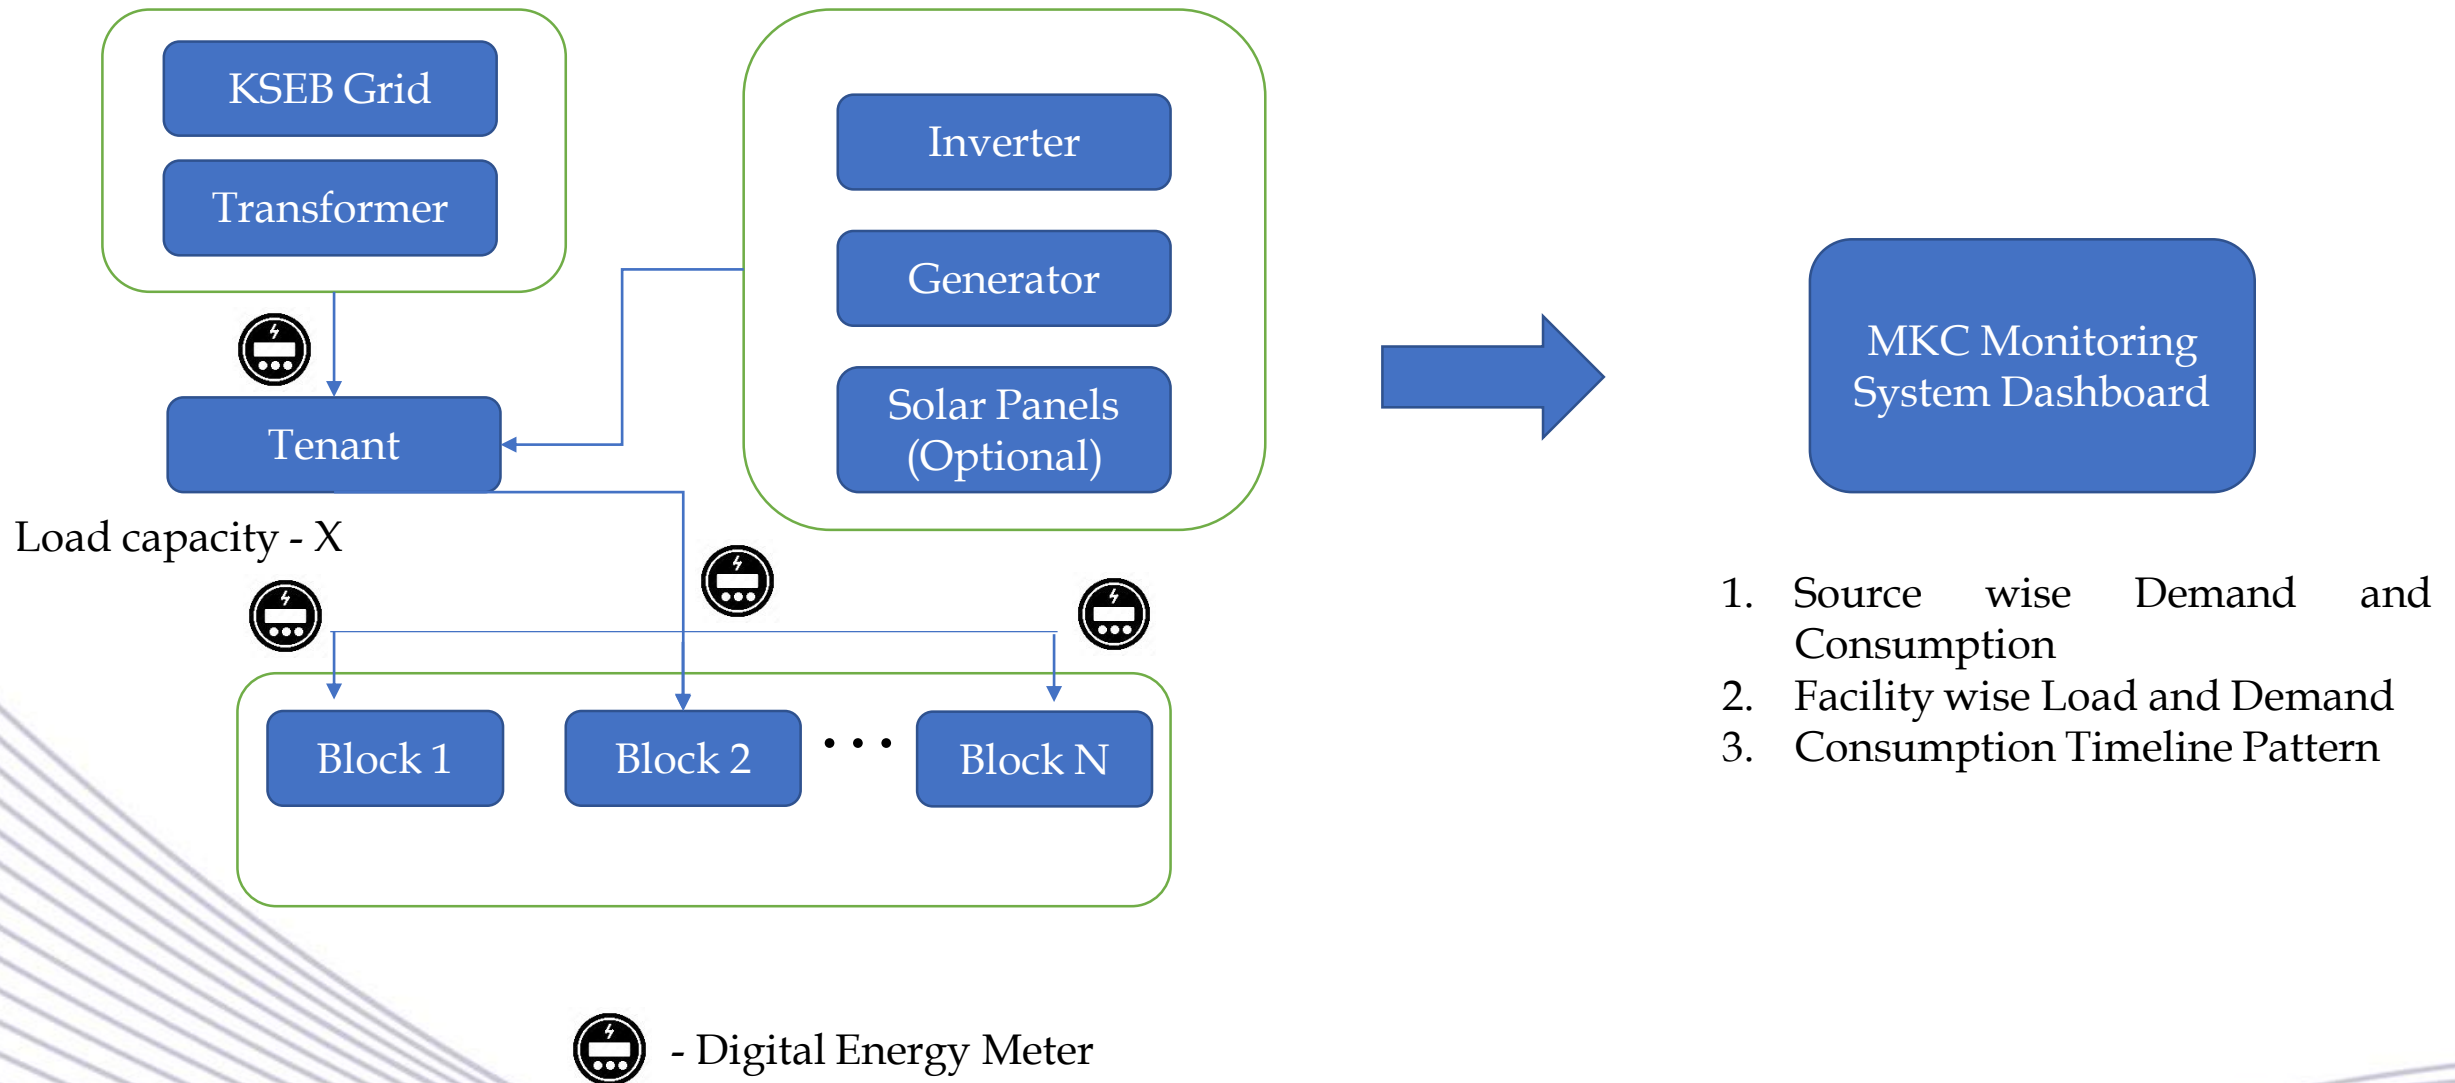 KSEB Grid
Transformer
Inverter
Generator
Solar Panels
(Optional)
Tenant
Load capacity - X
Block 1
Block 2
...
Block N
- Digital Energy Meter
MKC Monitoring
System Dashboard
1. Source wise Demand and
Consumption
2. Facility wise Load and Demand
3. Consumption Timeline Pattern